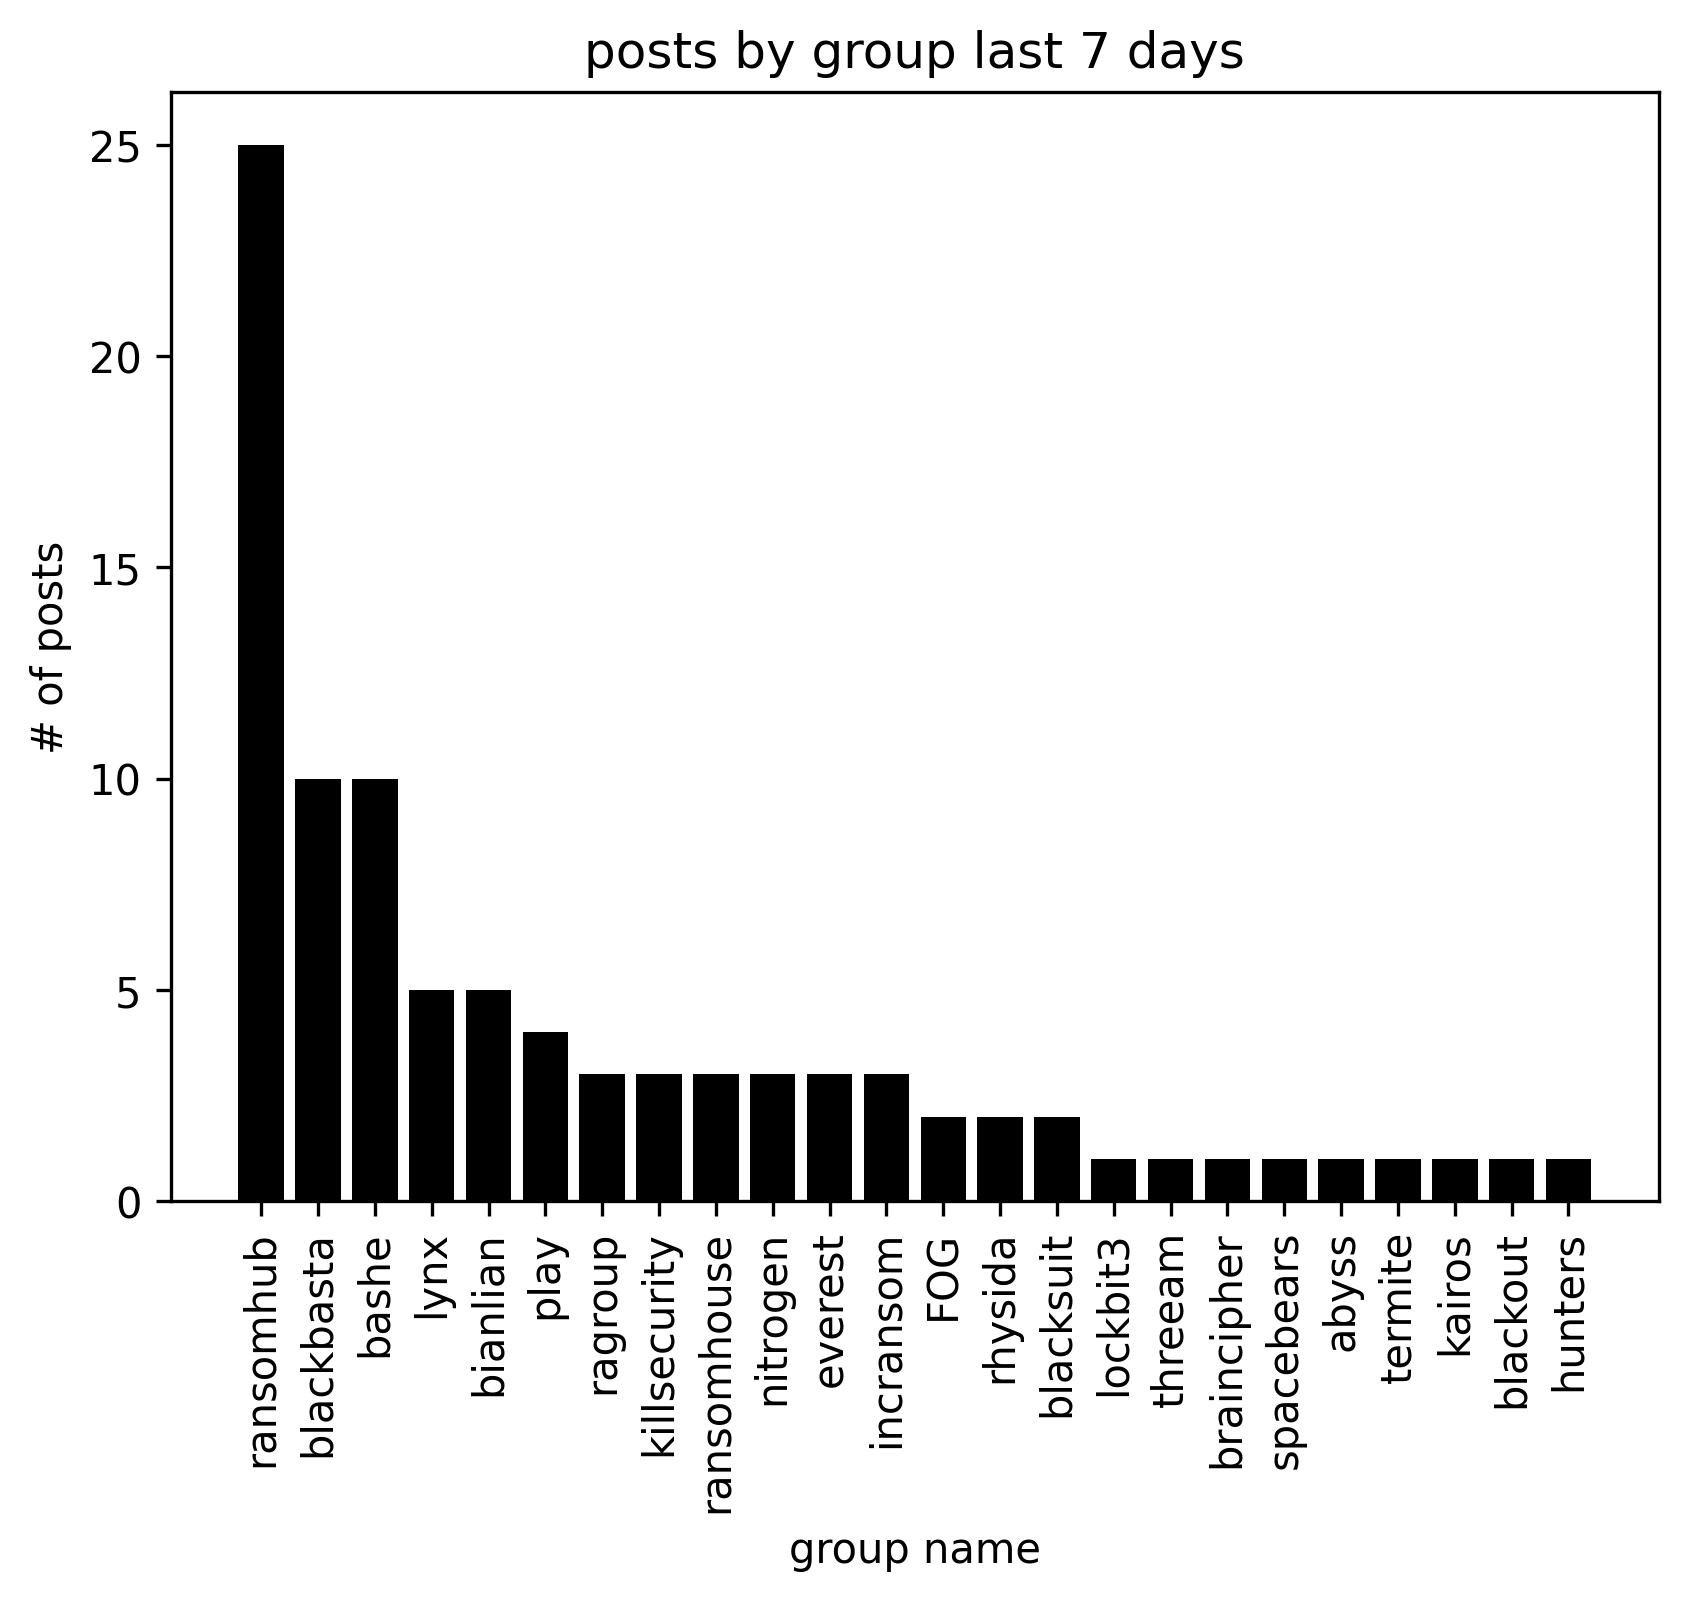 posts by group last 7 days
# of posts
25
20
15
10
5
0
ransomhub
blackbasta
bashe
lynx
bianlian
play
ragroup
killsecurity
ransomhouse
nitrogen
everest
incransom
FOG
rhysida
blacksuit
lockbit3
threeam
braincipher
spacebears
abyss
termite
kairos
blackout
hunters
group name